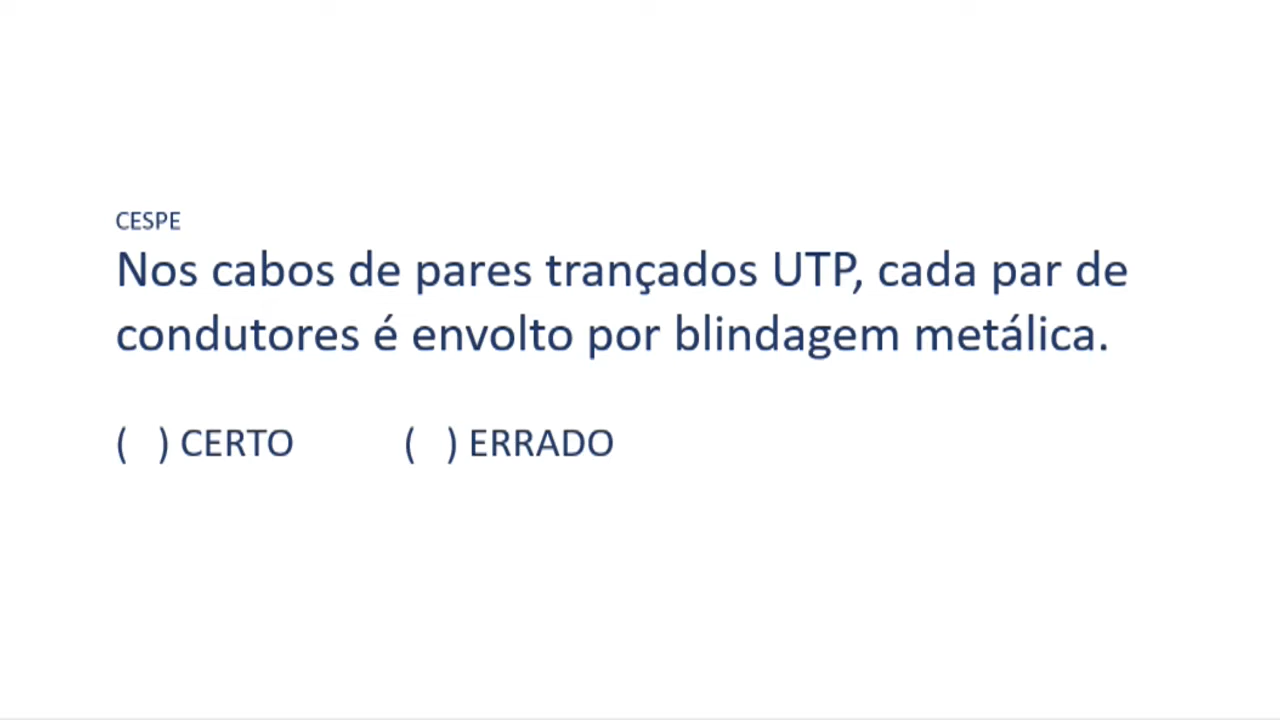 CESPE
Nos cabos de pares trançados UTP, cada par de
condutores é envolto por blindagem metálica.
(   ) CERTO          (   ) ERRADO